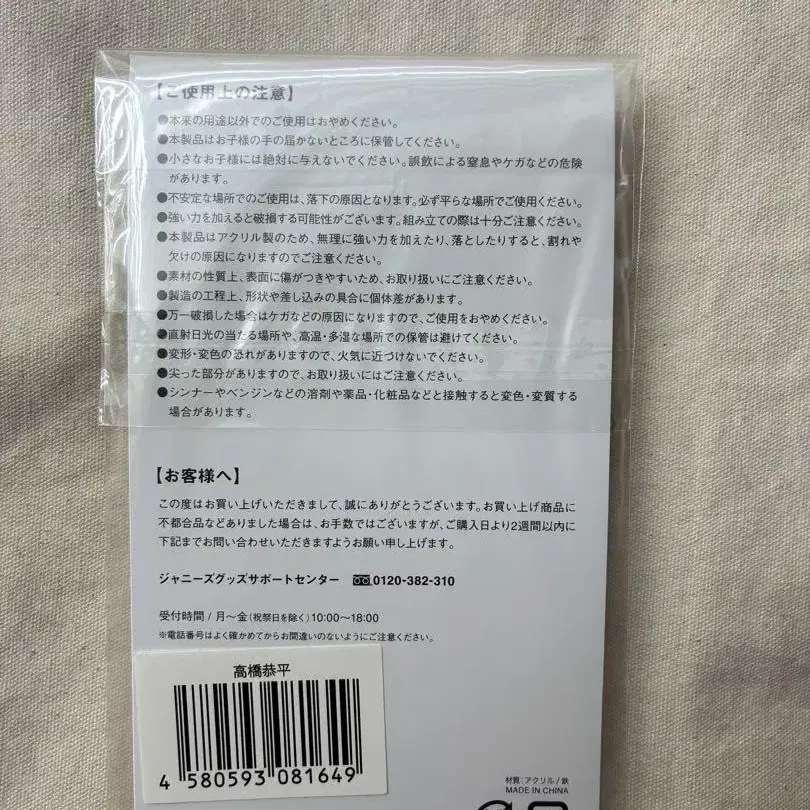 【ご使用上の注意】
●本来の用途以外でのご使用はおやめください。
●本製品はお子様の手の届かないところに保管してください。
●小さなお子様には絶対に与えないでください。誤飲による窒息やケガなどの危険
があります。
●不安定な場所でのご使用は、落下の原因となります。必ず平らな場所でご使用ください。
●強い力を加えると破損する可能性がございます。組み立ての際は十分ご注意ください。
●本製品はアクリル製のため、無理に強い力を加えたり、落としたりすると、割れや
欠けの原因になりますのでご注意ください。
●素材の性質上、表面に傷がつきやすいため、お取り扱いにご注意ください。
●製造の工程上、形状や差し込みの具合に個体差があります。
●万一破損した場合はケガなどの原因になりますので、ご使用をおやめください。
●直射日光の当たる場所や、高温・多湿な場所での保管は避けてください。
●変形・変色の恐れがありますので、火気に近づけないでください。
●尖った部分がありますので、お取り扱いにはご注意ください。
●シンナーやベンジンなどの溶剤や薬品・化粧品などと接触すると変色・変質する
場合があります。
【お客様へ】
この度はお買い上げいただきまして、誠にありがとうございます。お買い上げ商品に
不都合品などありました場合は、お手数ではございますが、ご購入日より2週間以内に
下記までお問い合わせいただきますようお願い申し上げます。
ジャニーズグッズサポートセンター 0120-382-310
受付時間 / 月〜金(祝祭日を除く)10:00〜18:00
※電話番号はよく確かめてからお間違いのないようにご注意ください。
高橋恭平
4 580593 081649
材質:アクリル/鉄
MADE IN CHINA